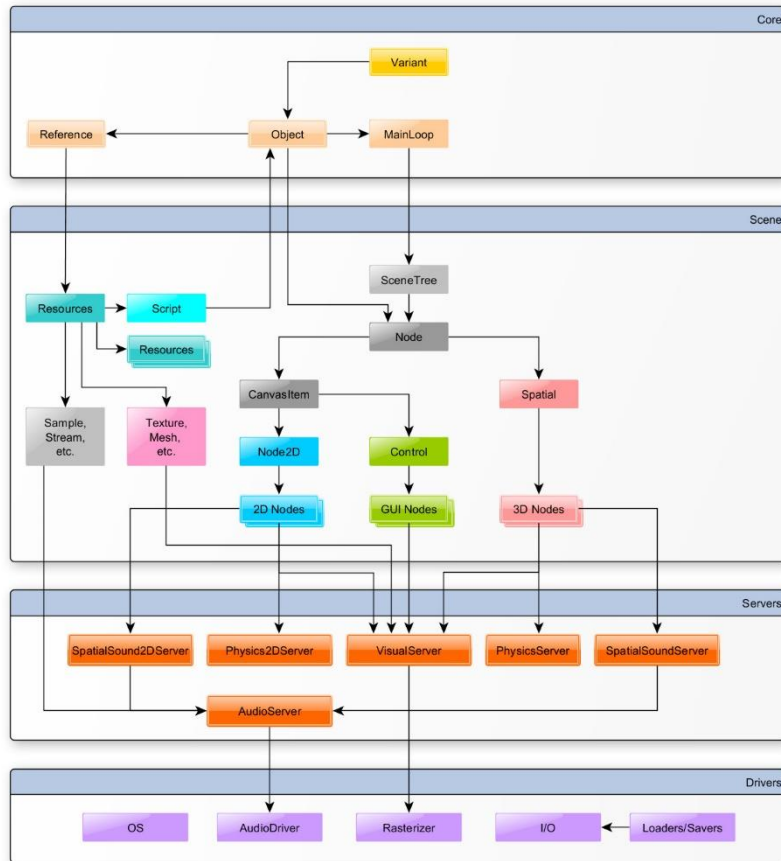 Core
Variant
Reference
Object
MainLoop
Scene
SceneTree
Resources
Script
Node
Resources
CanvasItem
Spatial
Sample,
Stream,
etc.
Texture,
Mesh,
etc.
Node2D
Control
2D Nodes
GUI Nodes
3D Nodes
Servers
SpatialSound2DServer
Physics2DServer
VisualServer
PhysicsServer
SpatialSoundServer
AudioServer
Drivers
OS
AudioDriver
Rasterizer
I/O
Loaders/Savers